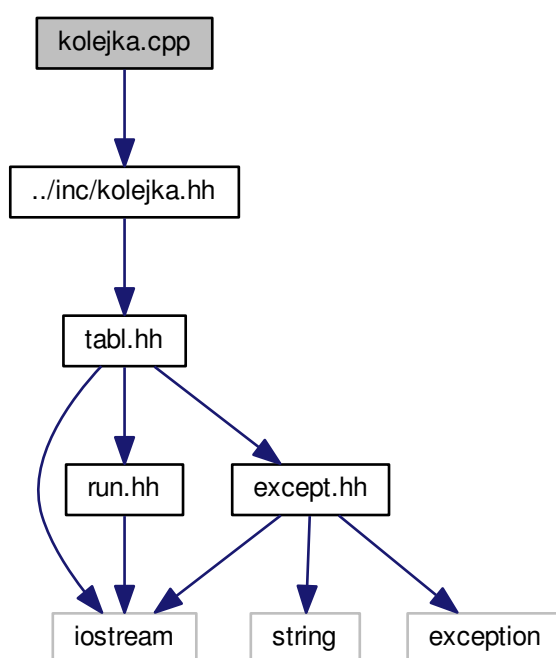 kolejka.cpp
../inc/kolejka.hh
tabl.hh
run.hh
except.hh
iostream
string
exception